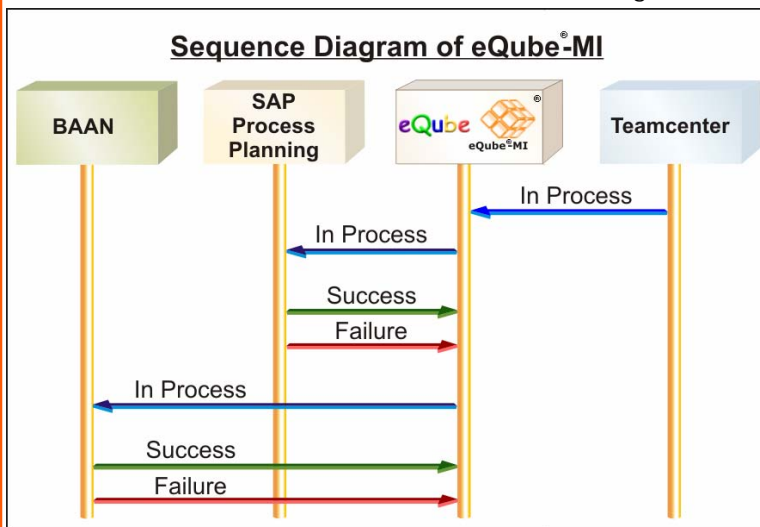 Sequence Diagram of eQube®-MI
BAAN
SAP
Process
Planning
eQube
®
eQube®-MI
Teamcenter
In Process
In Process
Success
Failure
In Process
Success
Failure